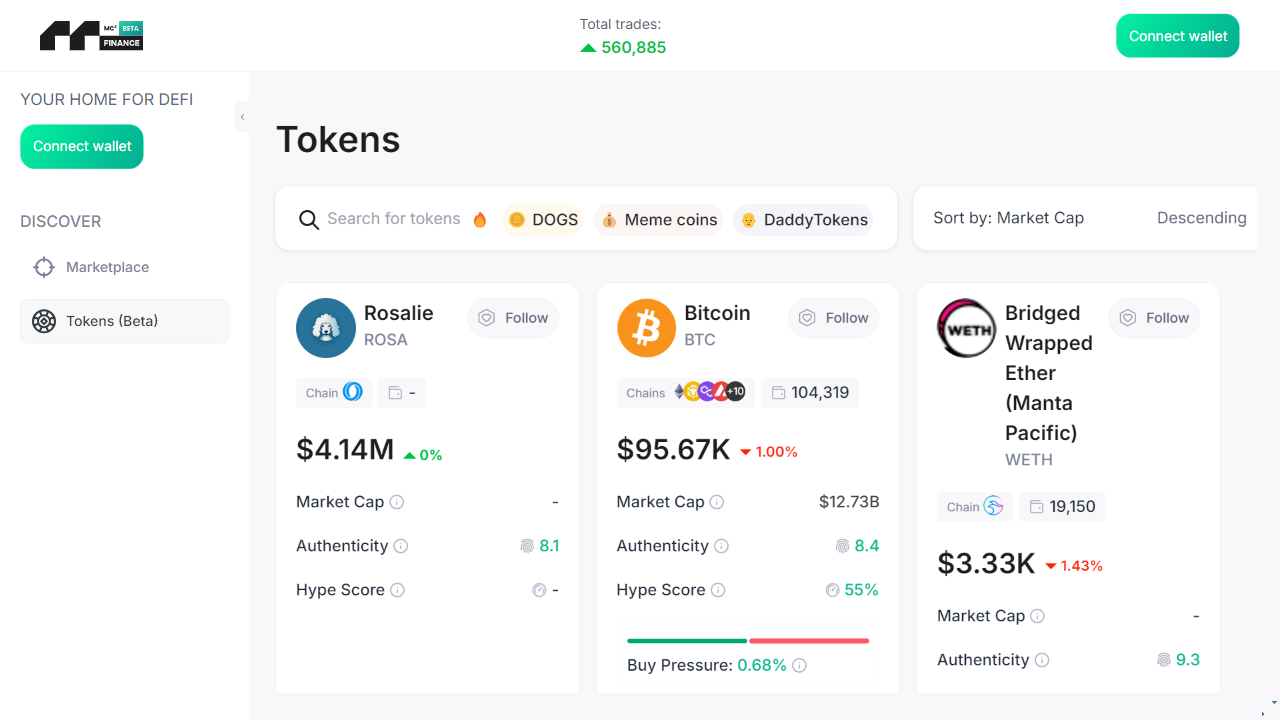 MC² BETA
FINANCE
Total trades:
560,885
Connect wallet
YOUR HOME FOR DEFI
Connect wallet
DISCOVER
Marketplace
Tokens (Beta)
Tokens
Search for tokens
DOGS
Meme coins
DaddyTokens
Sort by: Market Cap
Descending
Rosalie
ROSA
Follow
Chain
-
$4.14M 0%
Market Cap -
Authenticity 8.1
Hype Score -
Bitcoin
BTC
Follow
Chains +10
104,319
$95.67K 1.00%
Market Cap $12.73B
Authenticity 8.4
Hype Score 55%
Buy Pressure: 0.68%
WETH
Bridged
Wrapped
Ether
(Manta
Pacific)
WETH
Follow
Chain
19,150
$3.33K 1.43%
Market Cap -
Authenticity 9.3